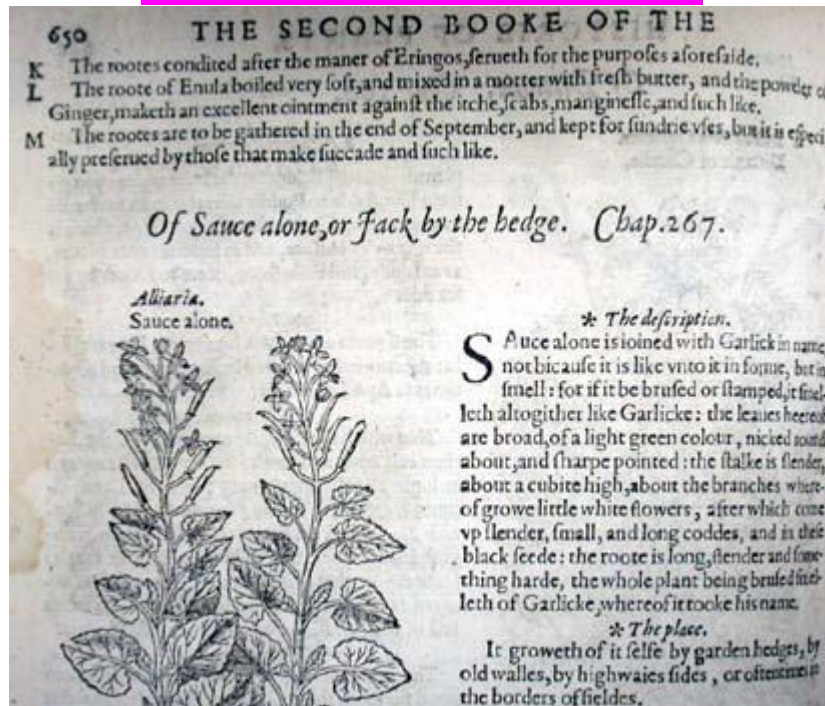 650 THE SECOND BOOKE OF THE
K The rootes condited after the maner of Eringos,ſerueth for the purpoſes aforeſaide.
L The roote of Enula boiled very ſoft,and mixed in a morter with freſh butter, and the powder of
Ginger,maketh an excellent ointment againſt the itche,ſcabs,mangineſſe,and ſuch like.
M The rootes are to be gathered in the end of September, and kept for ſundrie vſes, but it is eſpeci
ally preſerued by thoſe that make ſuccade and ſuch like.
Of Sauce alone,or Jack by the hedge. Chap.267.
Alliaria.
Sauce alone.
* The deſcription.
SAuce alone is ioined with Garlick in name,
not bicauſe it is like vnto it in forme, but in
ſmell: for if it be bruſed or ſtamped,it ſmel-
leth altogither like Garlicke: the leaues heereof
are broad,of a light green colour, nicked round
about,and ſharpe pointed: the ſtalke is ſlender,
about a cubite high,about the branches where-
of growe little white flowers, after which come
vp ſlender, ſmall, and long coddes, and in theſe
black ſeede: the roote is long,ſlender and ſome-
thing harde, the whole plant being bruſed ſmel-
leth of Garlicke,whereof it tooke his name.
* The place.
It groweth of it ſelfe by garden hedges, by
old walles, by highwaies ſides, or oftentimes in
the borders of fieldes.